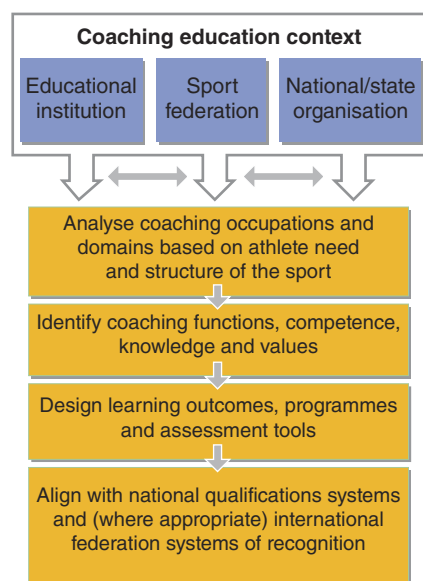 Coaching education context
Educational
institution
Sport
federation
National/state
organisation
Analyse coaching occupations and
domains based on athlete need
and structure of the sport
Identify coaching functions, competence,
knowledge and values
Design learning outcomes, programmes
and assessment tools
Align with national qualifications systems
and (where appropriate) international
federation systems of recognition